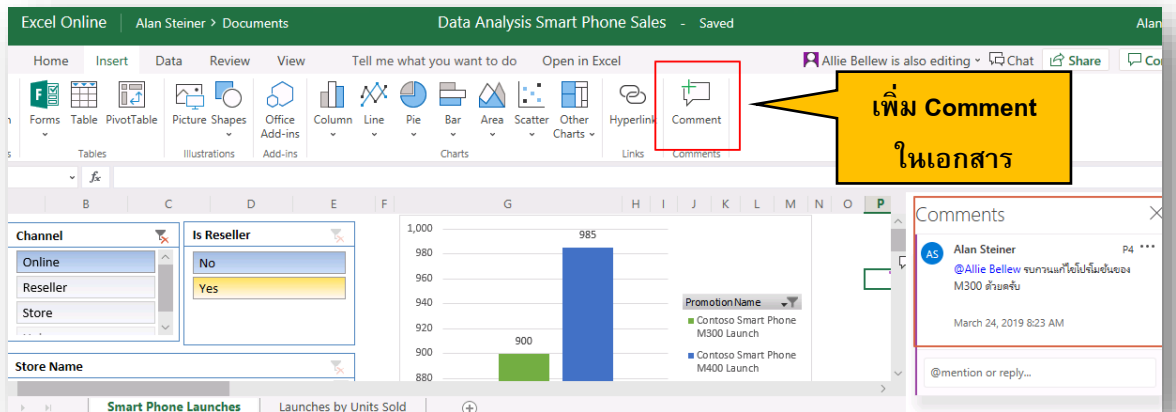 Excel Online Alan Steiner > Documents Data Analysis Smart Phone Sales - Saved Alan
Home Insert Data Review View Tell me what you want to do Open in Excel Allie Bellew is also editing Chat Share
Forms Table PivotTable Picture Shapes Office Add-ins Column Line Pie Bar Area Scatter Other Charts Hyperlink Comment
Tables Illustrations Add-ins Charts Links Comments
เพิ่ม Comment
ในเอกสาร
fx
B C D E F G H I J K L M N O P
Channel
Online
Reseller
Store
Is Reseller
No
Yes
Store Name
1,000
980
960
940
920
900
880
985
900
Promotion Name
Contoso Smart Phone
M300 Launch
Contoso Smart Phone
M400 Launch
Comments
AS Alan Steiner P4
@Allie Bellew รบกวนแก้ไขโปรโมชั่นของ
M300 ด้วยครับ
March 24, 2019 8:23 AM
@mention or reply...
Smart Phone Launches Launches by Units Sold